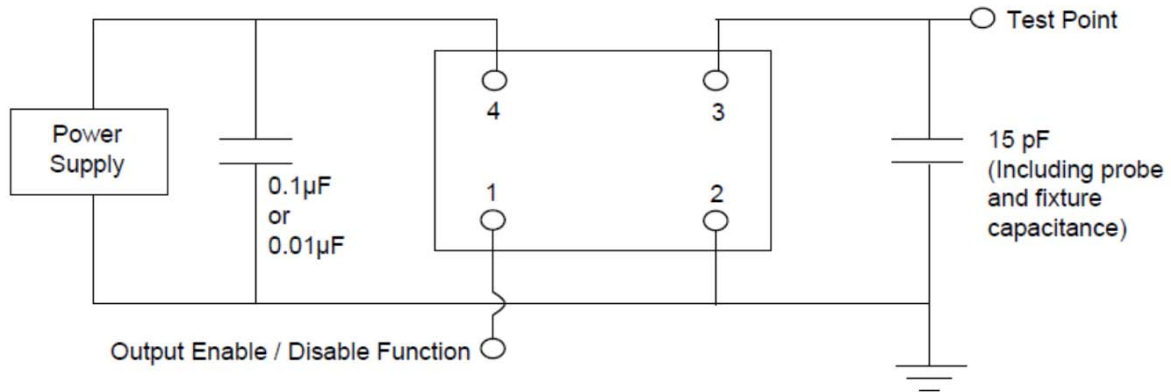 Test Point
4
3
Power
Supply
15 pF
(Including probe
and fixture
capacitance)
0.1µF
or
0.01µF
1
2
Output Enable / Disable Function